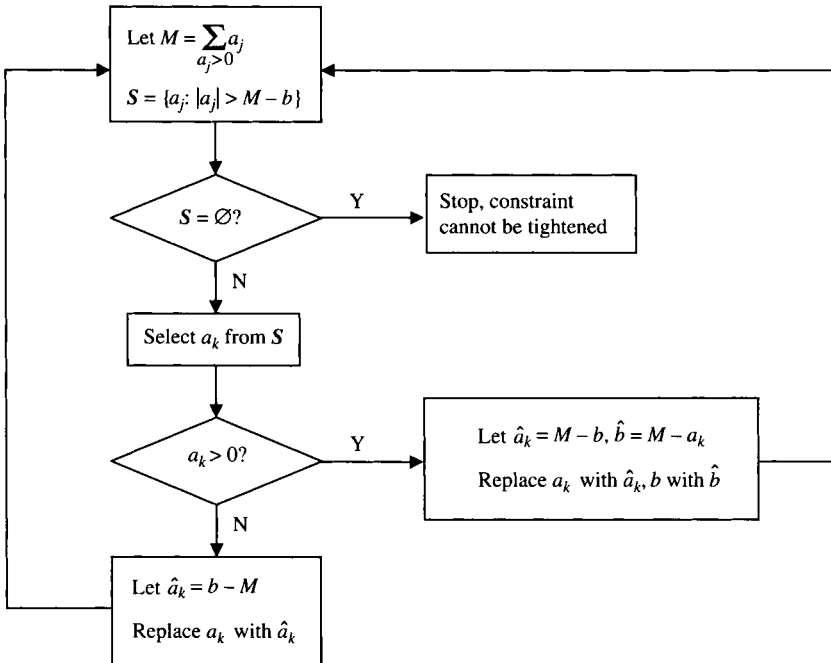 Let M = ∑ a_j
a_j>0
S = {a_j: |a_j| > M – b}
S = ∅?
Y
Stop, constraint
cannot be tightened
N
Select a_k from S
a_k > 0?
Y
Let â_k = M – b, b̂ = M – a_k
Replace a_k with â_k, b with b̂
N
Let â_k = b – M
Replace a_k with â_k